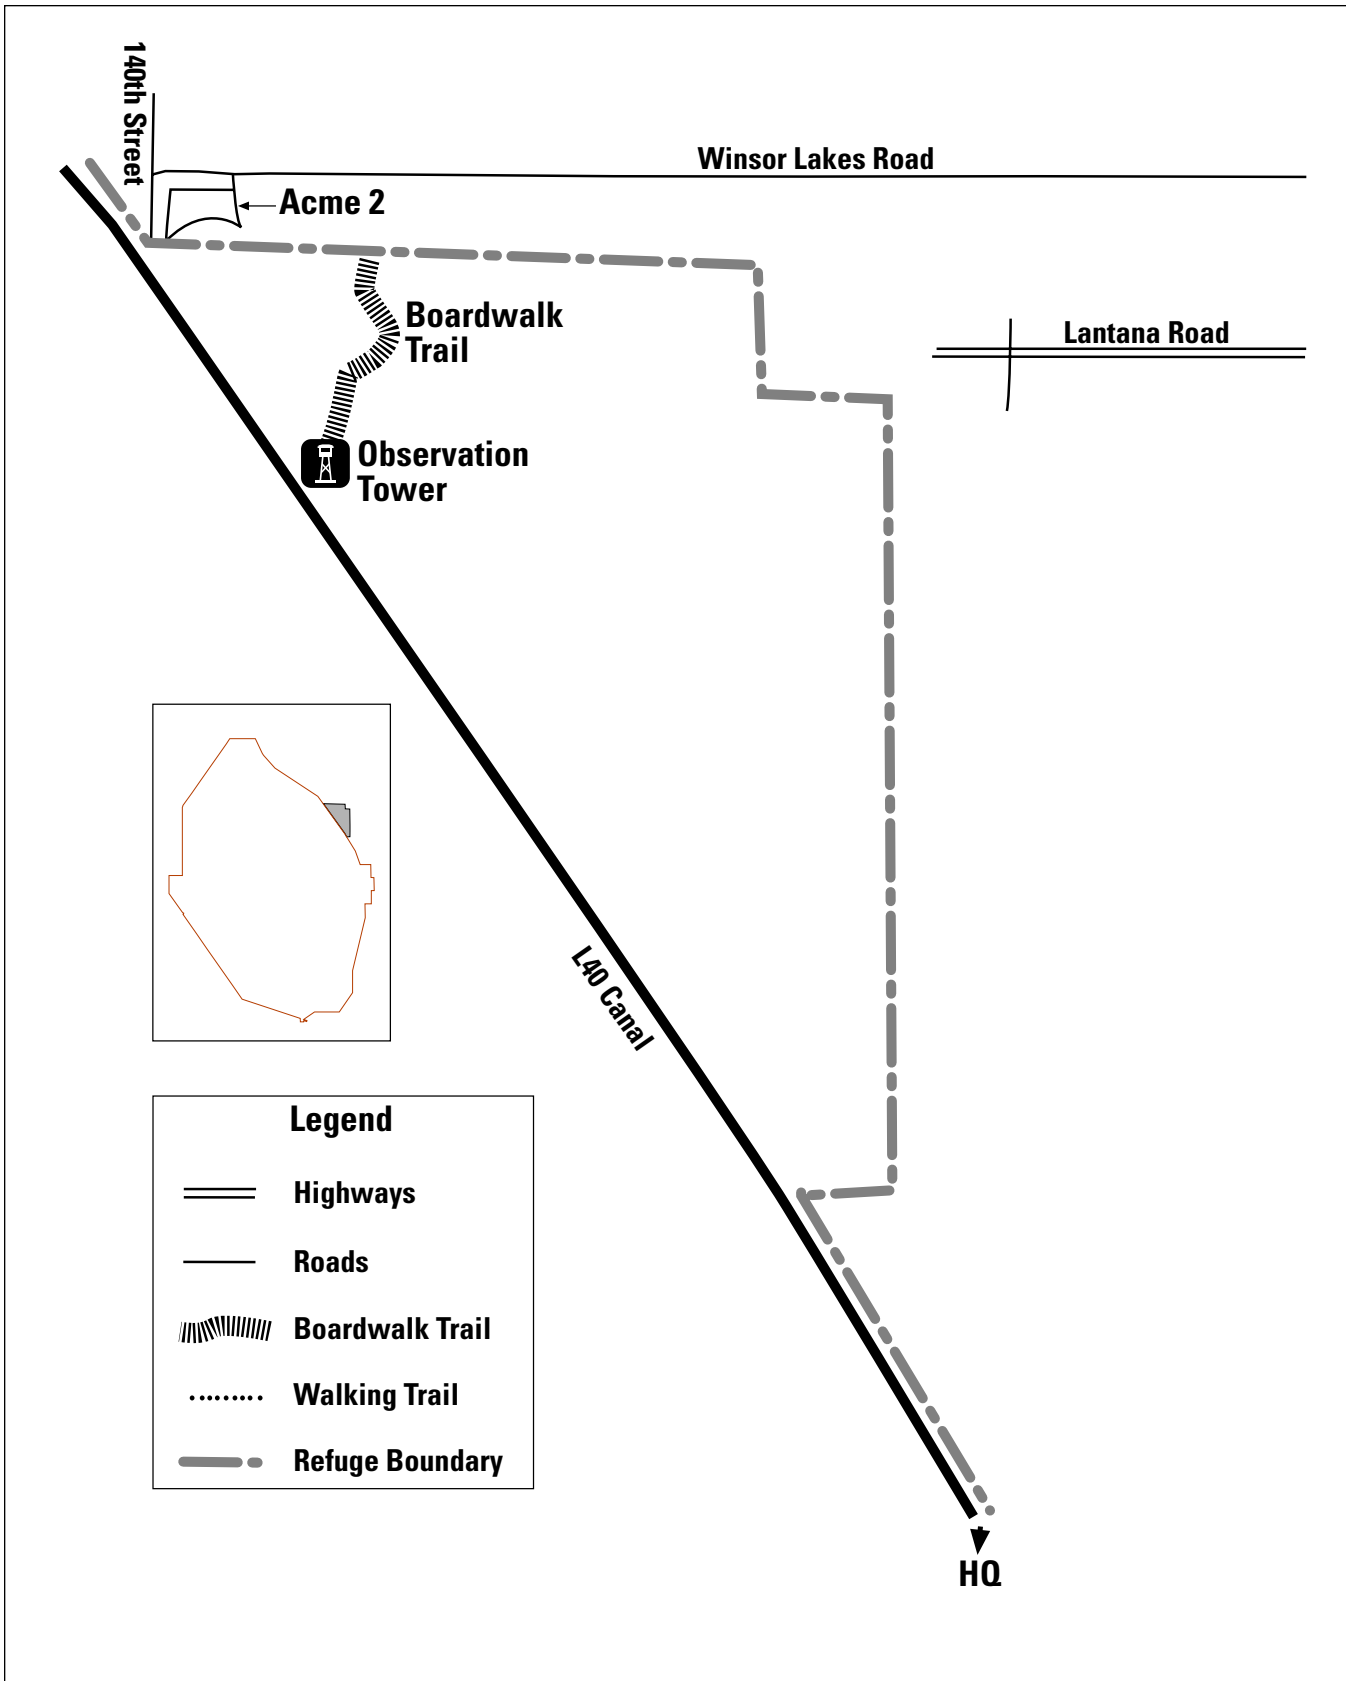 140th Street
Winsor Lakes Road
Acme 2
Boardwalk
Trail
Lantana Road
Observation
Tower
L40 Canal
Legend
Highways
Roads
Boardwalk Trail
Walking Trail
Refuge Boundary
HQ